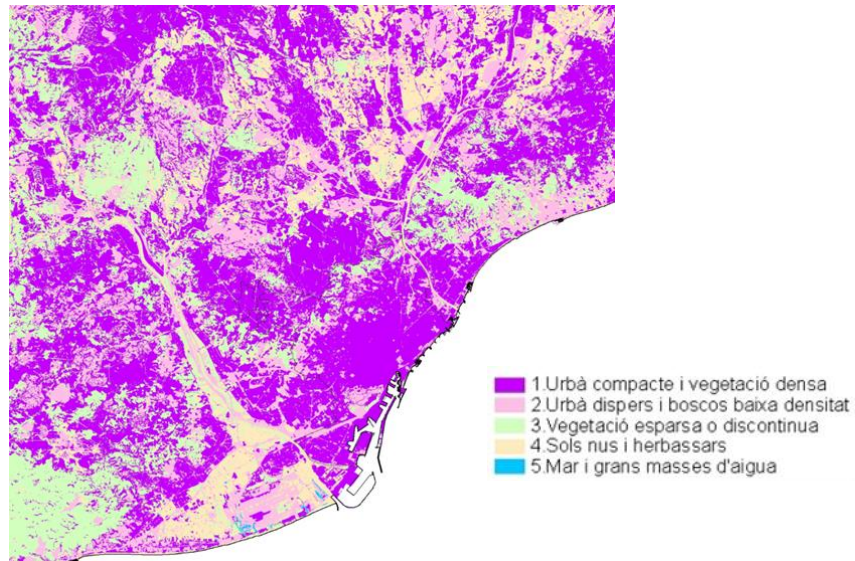 1.Urbà compacte i vegetació densa
2.Urbà dispers i boscos baixa densitat
3.Vegetació esparsa o discontinua
4.Sols nus i herbassars
5.Mar i grans masses d'aigua